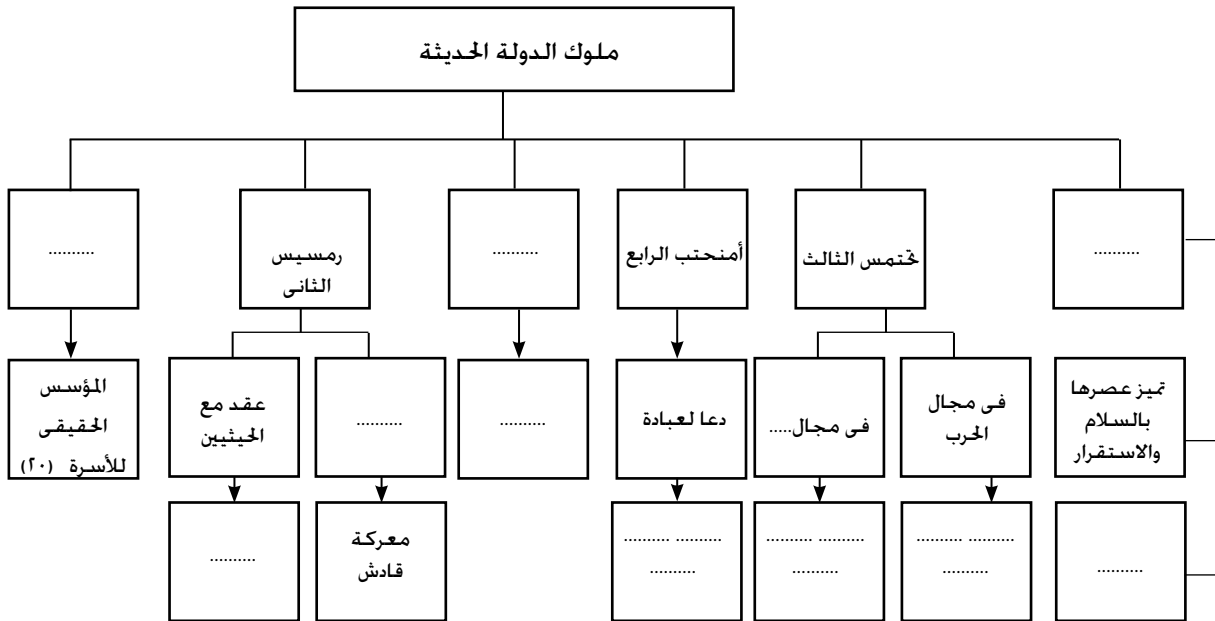 ملوك الدولة الحديثة
..........
تحتمس الثالث
أمنحتب الرابع
..........
رمسيس
الثانى
..........
تميز عصرها
بالسلام
والاستقرار
فى مجال
الحرب
فى مجال.....
دعا لعبادة
..........
..........
عقد مع
الحيثيين
المؤسس
الحقيقى
للأسرة (٢٠)
..........
.......... ..........
..........
.......... ..........
..........
.......... ..........
..........
معركة
قادش
..........